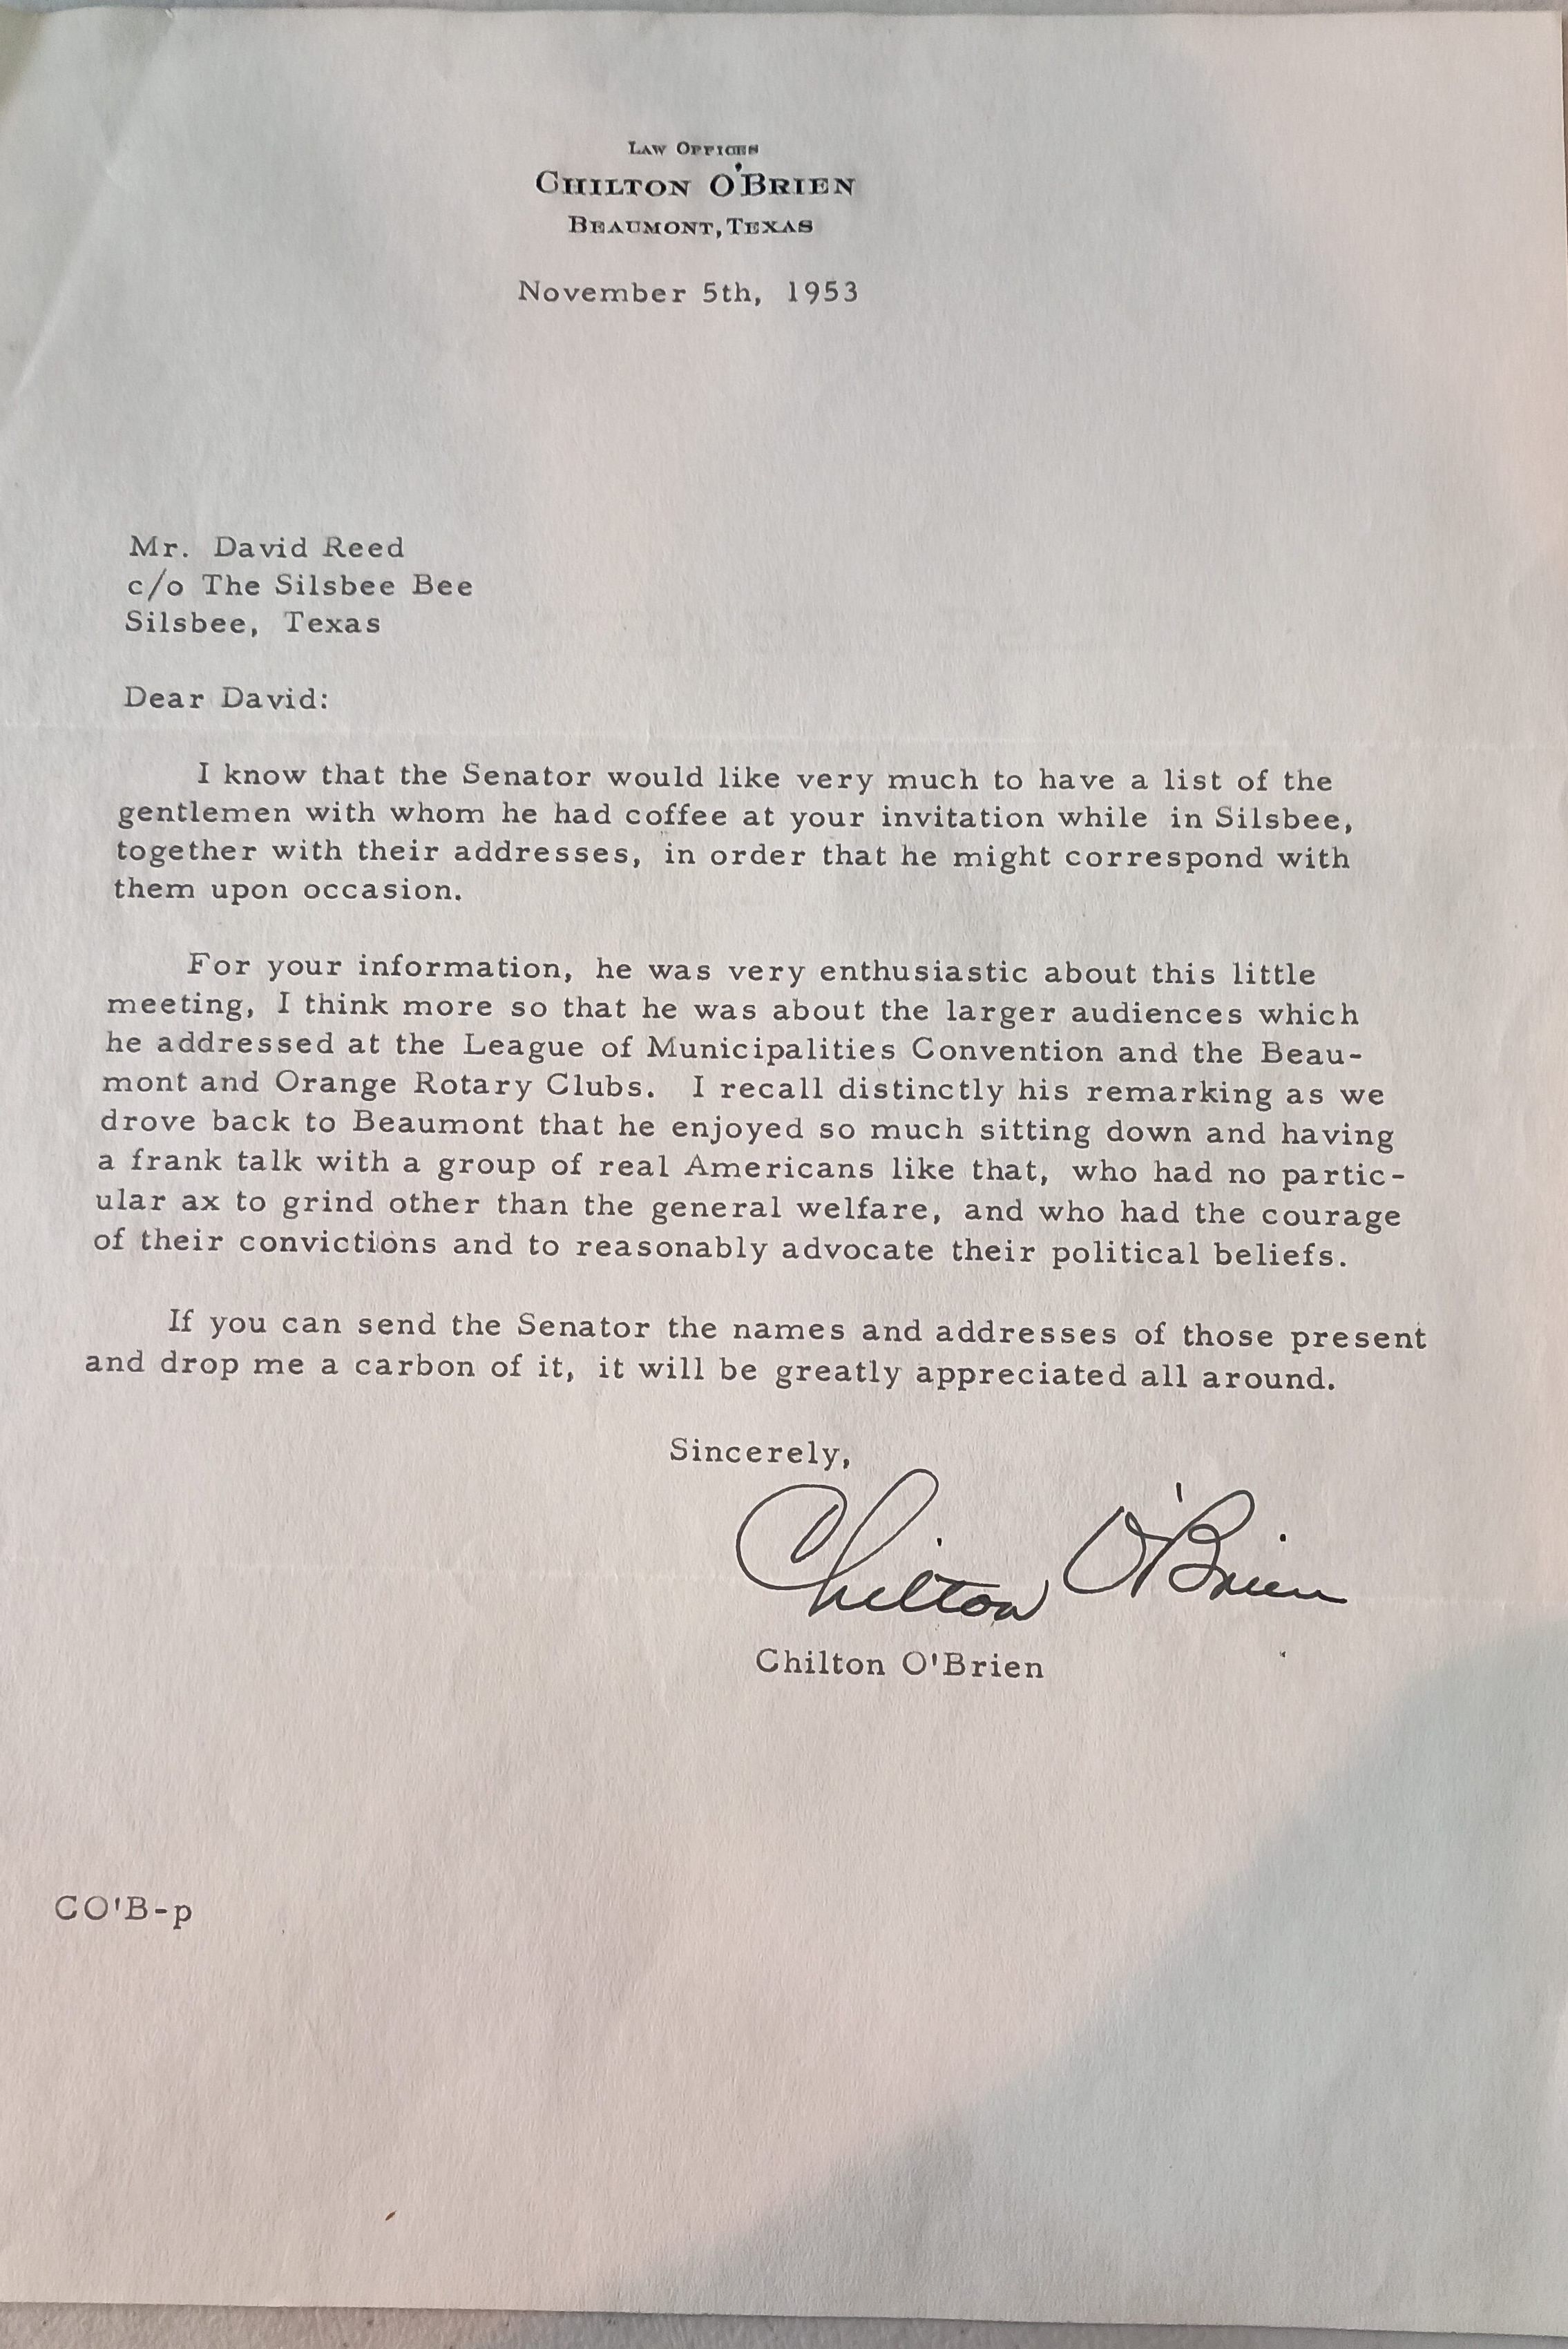 LAW OFFICES
CHILTON O'BRIEN
BEAUMONT, TEXAS
November 5th, 1953
Mr. David Reed
c/o The Silsbee Bee
Silsbee, Texas
Dear David:
I know that the Senator would like very much to have a list of the
gentlemen with whom he had coffee at your invitation while in Silsbee,
together with their addresses, in order that he might correspond with
them upon occasion.
For your information, he was very enthusiastic about this little
meeting, I think more so that he was about the larger audiences which
he addressed at the League of Municipalities Convention and the Beau-
mont and Orange Rotary Clubs. I recall distinctly his remarking as we
drove back to Beaumont that he enjoyed so much sitting down and having
a frank talk with a group of real Americans like that, who had no partic-
ular ax to grind other than the general welfare, and who had the courage
of their convictions and to reasonably advocate their political beliefs.
If you can send the Senator the names and addresses of those present
and drop me a carbon of it, it will be greatly appreciated all around.
Sincerely,
Chilton O'Brien
Chilton O'Brien
CO'B-p